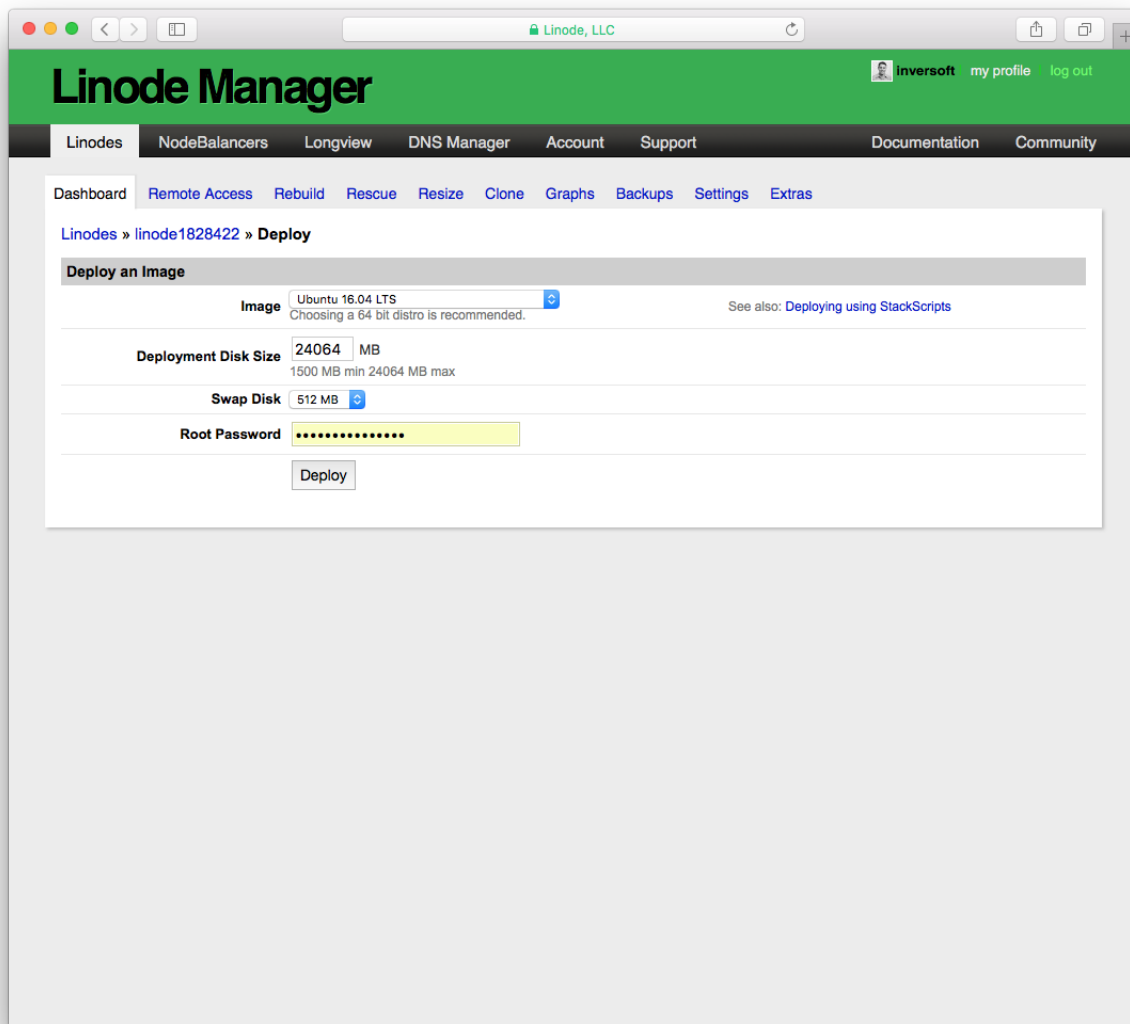 Linode, LLC
Linode Manager
inversoft my profile log out
Linodes NodeBalancers Longview DNS Manager Account Support Documentation Community
Dashboard Remote Access Rebuild Rescue Resize Clone Graphs Backups Settings Extras
Linodes » linode1828422 » Deploy
Deploy an Image
Image Ubuntu 16.04 LTS
Choosing a 64 bit distro is recommended.
See also: Deploying using StackScripts
Deployment Disk Size 24064 MB
1500 MB min 24064 MB max
Swap Disk 512 MB
Root Password •••••••••••••••
Deploy